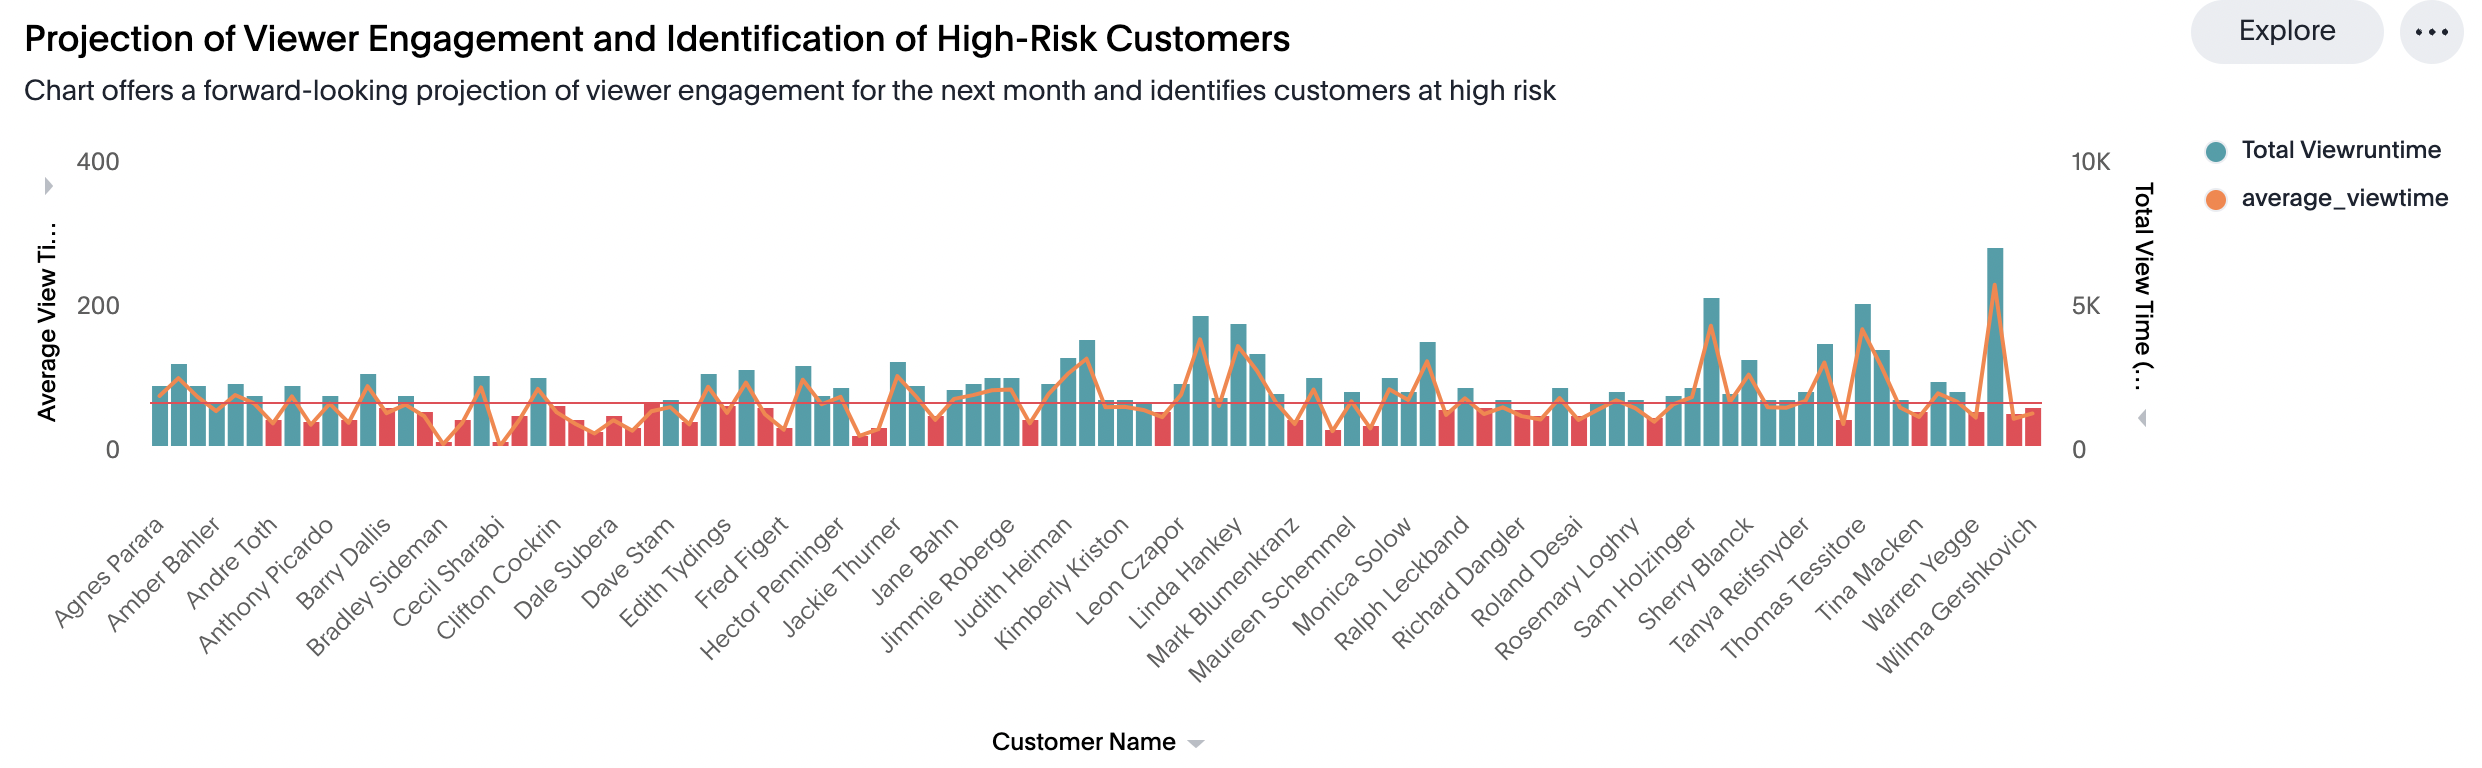 Projection of Viewer Engagement and Identification of High-Risk Customers
Explore
Chart offers a forward-looking projection of viewer engagement for the next month and identifies customers at high risk
Total Viewruntime
average_viewtime
Average View Ti...
400
200
0
10K
5K
0
Total View Time (...
Agnes Parara
Amber Bahler
Andre Toth
Anthony Picardo
Barry Dallis
Bradley Sideman
Cecil Sharabi
Clifton Cockrin
Dale Subera
Dave Stam
Edith Tydings
Fred Figert
Hector Penninger
Jackie Thurner
Jane Bahn
Jimmie Roberge
Judith Heiman
Kimberly Kriston
Leon Czapor
Linda Hankey
Mark Blumenkranz
Maureen Schemmel
Monica Solow
Ralph Leckband
Richard Dangler
Roland Desai
Rosemary Loghry
Sam Holzinger
Sherry Blanck
Tanya Reifsnyder
Thomas Tessitore
Tina Macken
Warren Yegge
Wilma Gershkovich
Customer Name